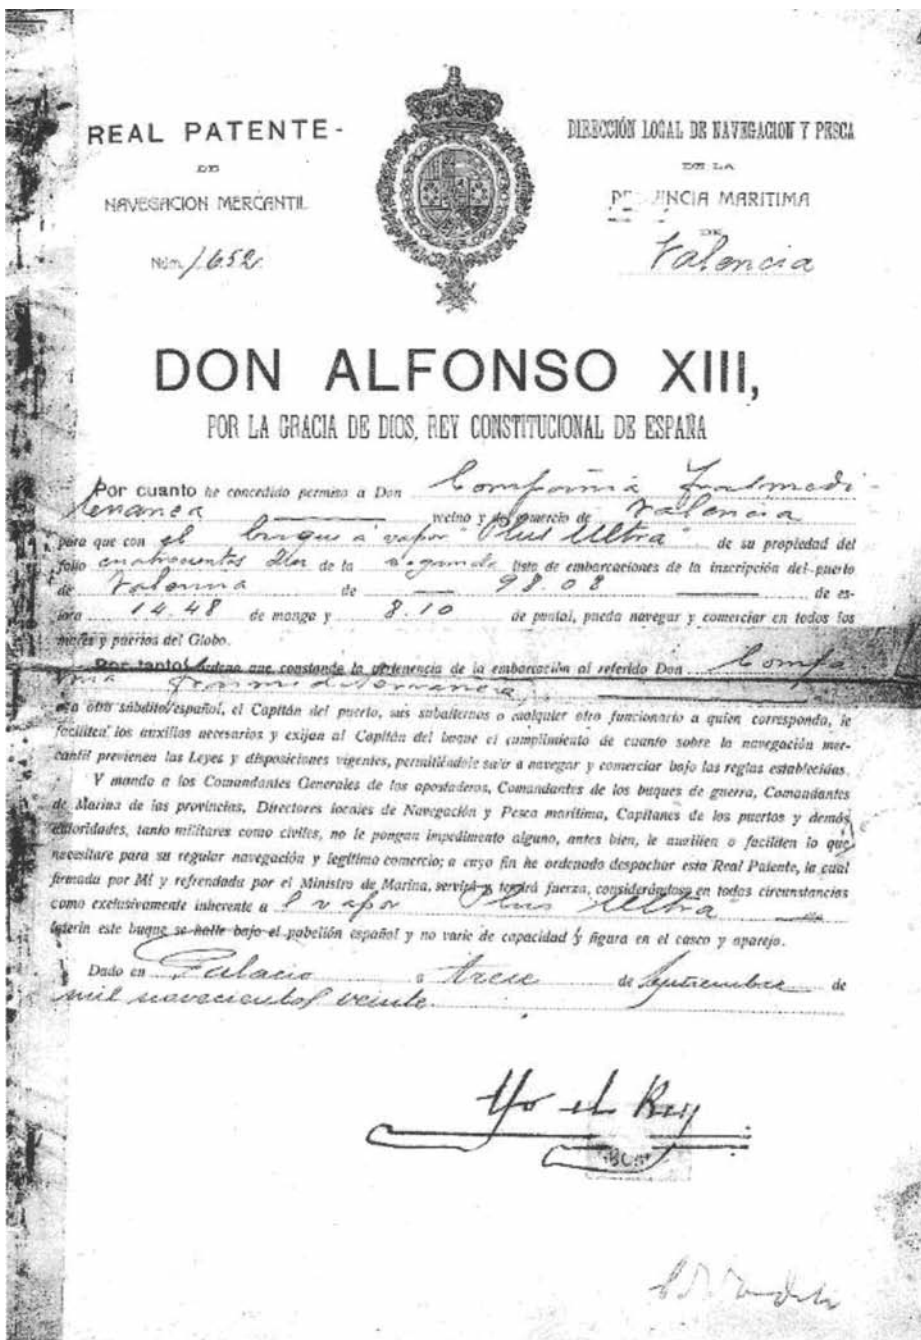 REAL PATENTE -
DE
NAVEGACION MERCANTIL
Núm. 1.652
DIRECCIÓN LOCAL DE NAVEGACION Y PESCA
DE LA
PROVINCIA MARITIMA
DE
Valencia
DON ALFONSO XIII,
POR LA GRACIA DE DIOS, REY CONSTITUCIONAL DE ESPAÑA
Por cuanto he concedido permiso a Don Compañia Trasmedi-
terranea vecino y del comercio de Valencia
para que con el buque á vapor "Plus Ultra" de su propiedad del
folio cuatrocientos de la segunda lista de embarcaciones de la inscripción del puerto
de Valencia de 98.08 de es-
lora 14.48 de manga y 8.10 de puntal, pueda navegar y comerciar en todos los
mares y puertos del Globo.
Por tanto, ordeno que, constando la pertenencia de la embarcación al referido Don Compa
ñia Trasmediterranea
u a otro súbdito español, el Capitán del puerto, sus subalternos o cualquier otro funcionario a quien corresponda, le
faciliten los auxilios necesarios y exijan al Capitán del buque el cumplimiento de cuanto sobre la navegación mer-
cantil previenen las Leyes y disposiciones vigentes, permitiéndole salir a navegar y comerciar bajo las reglas establecidas.
Y mando a los Comandantes Generales de los apostaderos, Comandantes de los buques de guerra, Comandantes
de Marina de las provincias, Directores locales de Navegación y Pesca marítima, Capitanes de los puertos y demás
autoridades, tanto militares como civiles, no le pongan impedimento alguno, antes bien, le auxilien o faciliten lo que
necesitare para su regular navegación y legítimo comercio; a cuyo fin he ordenado despachar esta Real Patente, la cual
firmada por Mí y refrendada por el Ministro de Marina, servirá y tendrá fuerza, considerándose en todas circunstancias
como exclusivamente inherente a l vapor "Plus Ultra"
ínterin este buque se halle bajo el pabellón español y no varíe de capacidad y figura en el casco y aparejo.
Dado en Palacio a trece de Septiembre de
mil novecientos veinte.
Yo el Rey